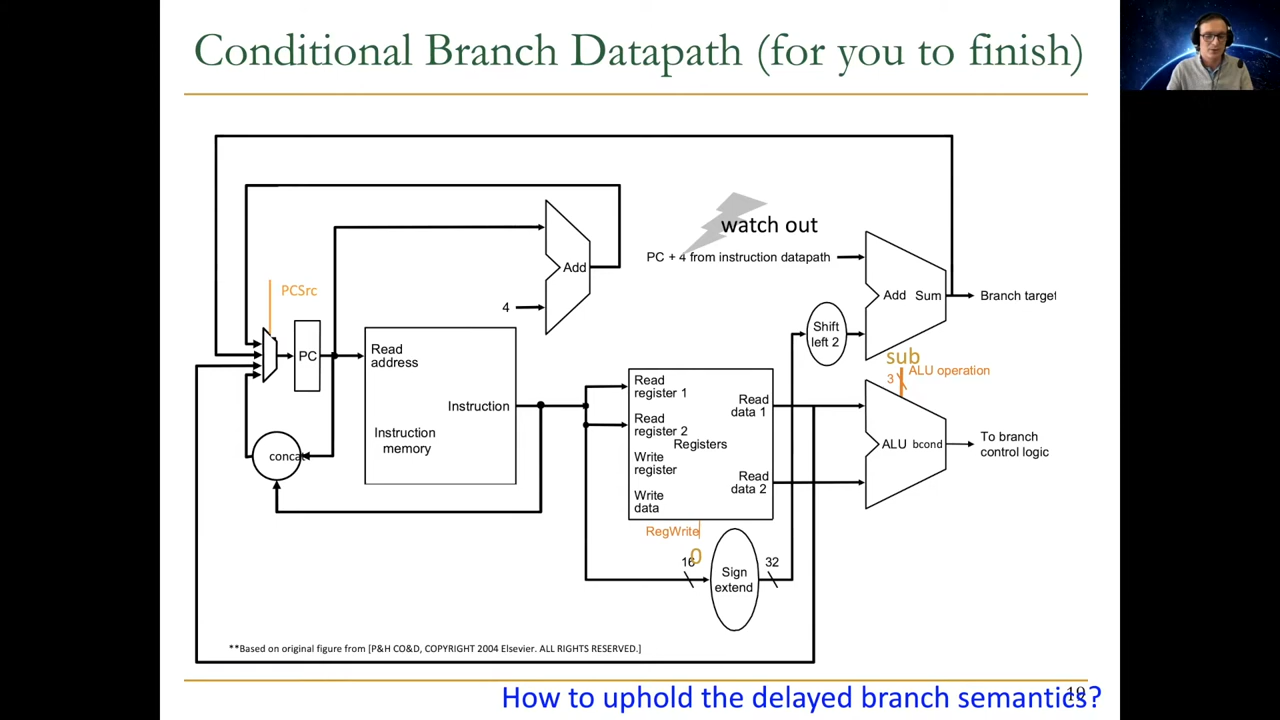 Conditional Branch Datapath (for you to finish)
watch out
PC + 4 from instruction datapath
Add
4
Add Sum
Branch target
PCSrc
Shift
left 2
PC
Read
address
Instruction
Instruction
memory
sub
3
ALU operation
Read
register 1
Read
register 2
Registers
Write
register
Write
data
Read
data 1
Read
data 2
ALU bcond
To branch
control logic
concat
RegWrite
0
16
Sign
extend
32
**Based on original figure from [P&H CO&D, COPYRIGHT 2004 Elsevier. ALL RIGHTS RESERVED.]
How to uphold the delayed branch semantics?
19